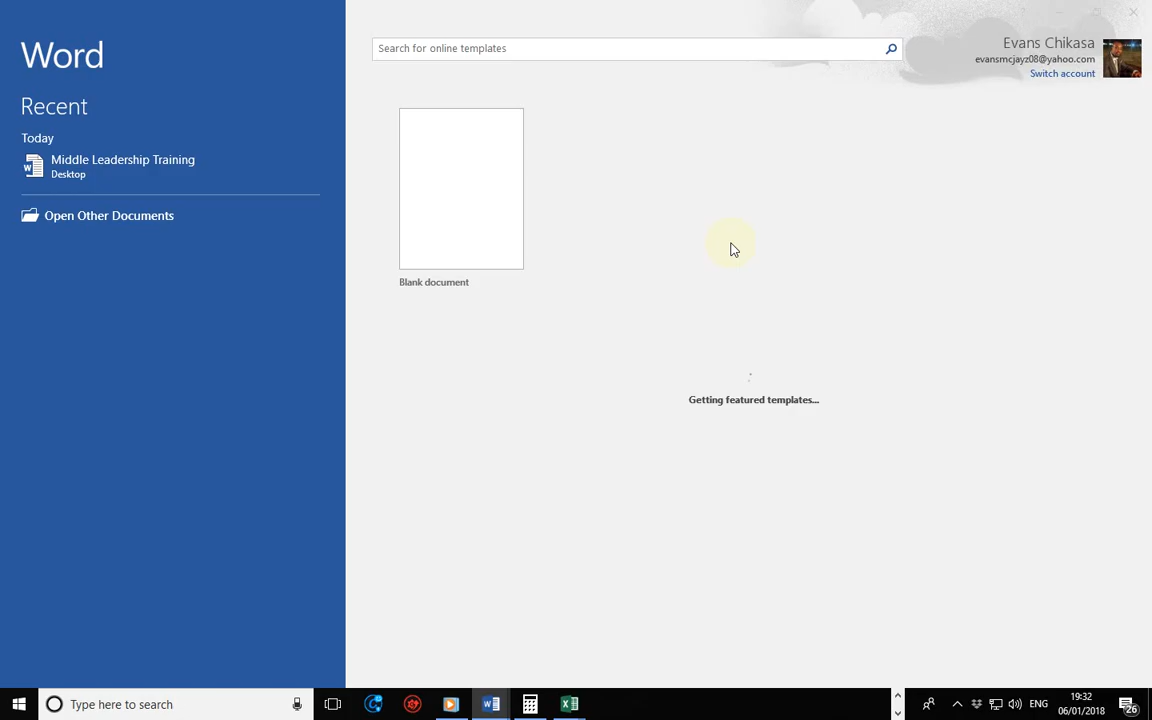 Word
Recent
Today
Middle Leadership Training
Desktop
Open Other Documents
Search for online templates
Evans Chikasa
evansmcjayz08@yahoo.com
Switch account
Blank document
Getting featured templates...
Type here to search
ENG
19:32
06/01/2018
26